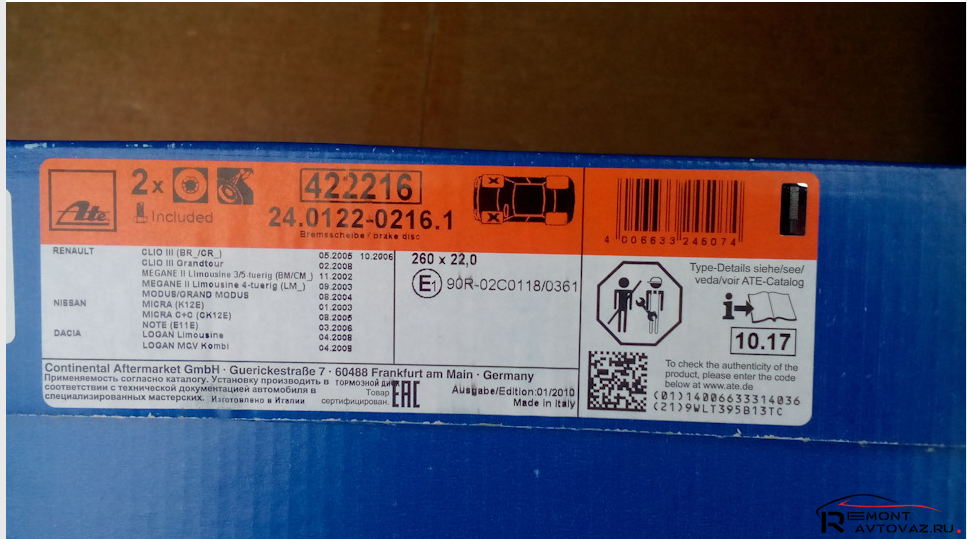 Ate
2x
Included
422216
24.0122-0216.1
Bremsscheibe / brake disc
4 006633 245074
RENAULT CLIO III (BR_/CR_) 05.2005 10.2006
CLIO III Grandtour 02.2008
MEGANE II Limousine 3/5-tuerig (BM/CM_) 11.2002
MEGANE II Limousine 4-tuerig (LM_) 09.2003
MODUS/GRAND MODUS 08.2004
NISSAN MICRA (K12E) 01.2003
MICRA C+C (CK12E) 08.2005
NOTE (E11E) 03.2006
DACIA LOGAN Limousine 04.2008
LOGAN MCV Kombi 04.2009
260 x 22,0
E1 90R-02C0118/0361
Type-Details siehe/see/
veda/voir ATE-Catalog
i
10.17
To check the authenticity of the
product, please enter the code
below at www.ate.de
(01)14006633314036
(21)9WLT395B13TC
Continental Aftermarket GmbH · Guerickestraße 7 · 60488 Frankfurt am Main · Germany
Применять согласно каталогу. Установку производить в ТОРМОЗНОЙ ДИСК
соответствии с технической документацией автомобиля в Товар
специализированных мастерских. Изготовлено в Италии сертифицирован.
EAC
Ausgabe/Edition:01/2010
Made in Italy
REMONT
AVTOVAZ.RU